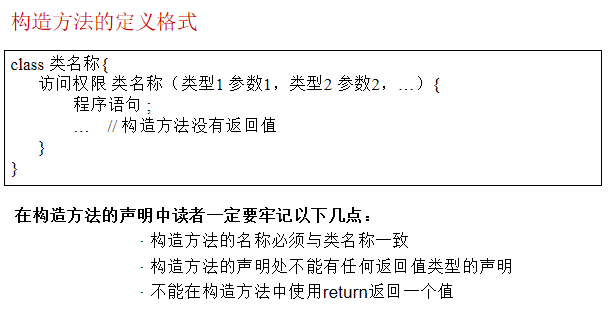 构造方法的定义格式
class 类名称{
访问权限 类名称（类型1 参数1，类型2 参数2，…）{
程序语句 ;
… // 构造方法没有返回值
}
}
在构造方法的声明中读者一定要牢记以下几点：
· 构造方法的名称必须与类名称一致
· 构造方法的声明处不能有任何返回值类型的声明
· 不能在构造方法中使用return返回一个值